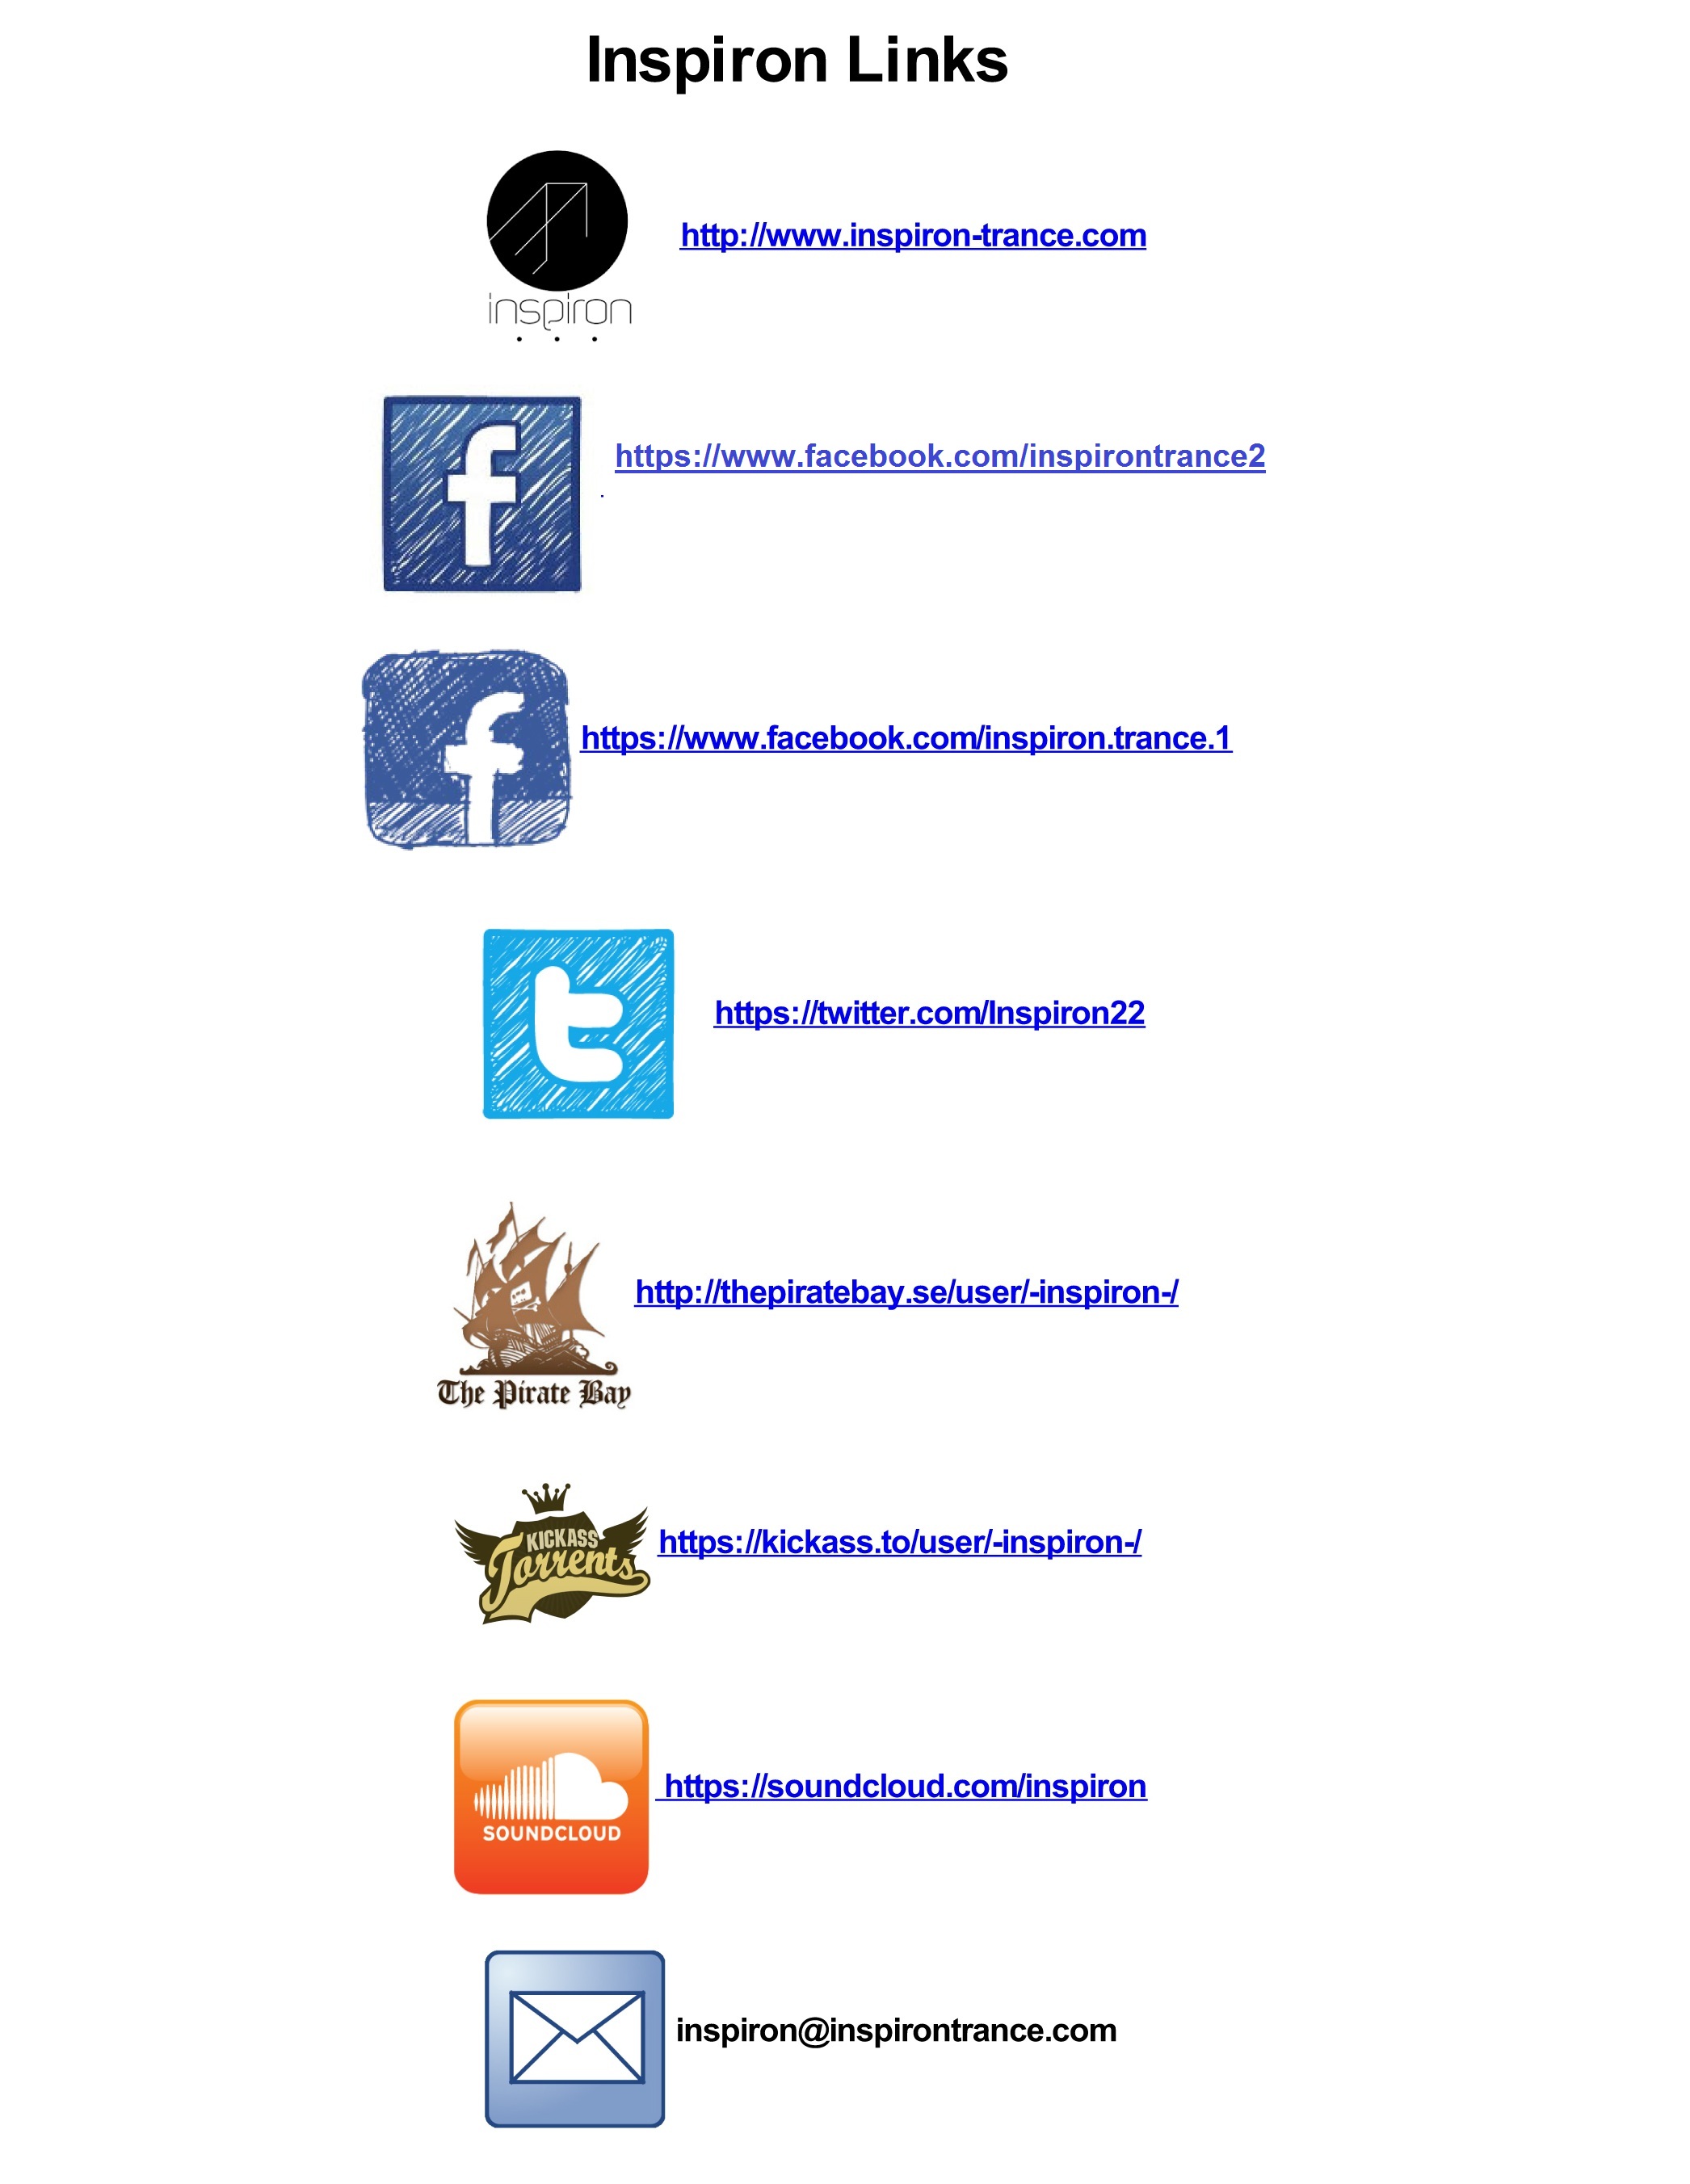 Inspiron Links
http://www.inspiron-trance.com
inspiron
https://www.facebook.com/inspirontrance2
.
f
https://www.facebook.com/inspiron.trance.1
f
https://twitter.com/Inspiron22
t
http://thepiratebay.se/user/-inspiron-/
The Pirate Bay
KICKASS
Torrents
https://kickass.to/user/-inspiron-/
https://soundcloud.com/inspiron
SOUNDCLOUD
inspiron@inspirontrance.com